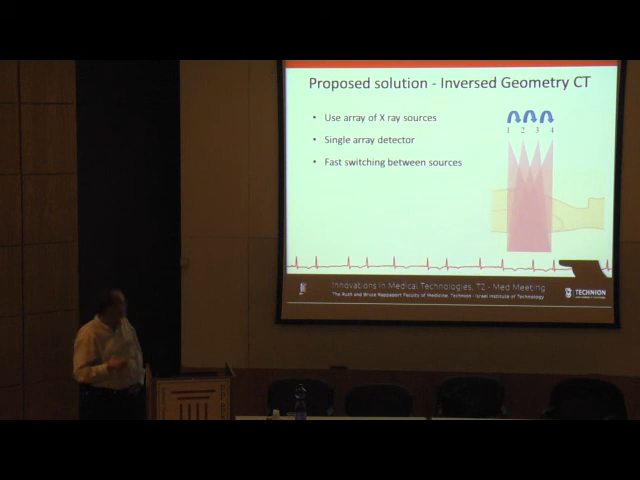 Proposed solution - Inversed Geometry CT
• Use array of X ray sources
• Single array detector
• Fast switching between sources
1 2 3 4
Innovations in Medical Technologies, T2 - Med Meeting
The Ruth and Bruce Rappaport Faculty of Medicine, Technion - Israel Institute of Technology
TECHNION